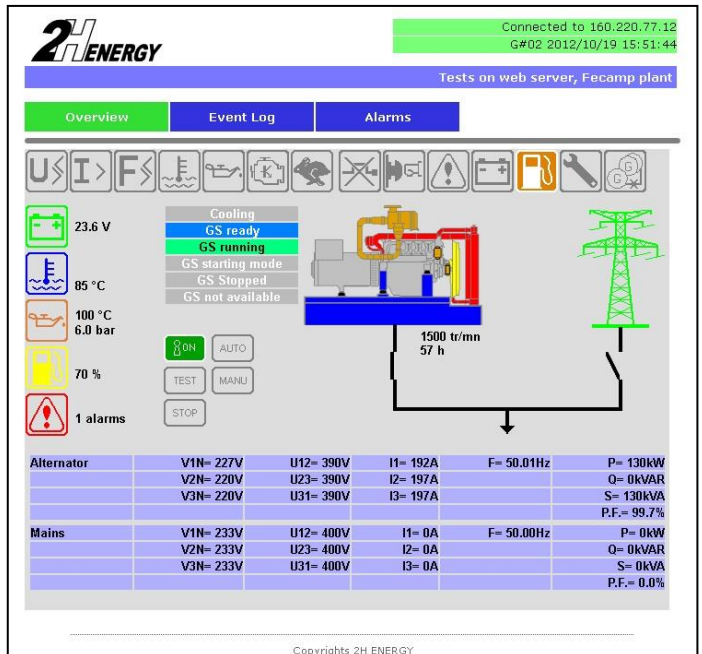 2H ENERGY
Connected to 160.220.77.12
G#02 2012/10/19 15:51:44
Tests on web server, Fecamp plant
Overview Event Log Alarms
U I> F K G G
23.6 V
85 °C
100 °C
6.0 bar
70 %
1 alarms
Cooling
GS ready
GS running
GS starting mode
GS Stopped
GS not available
ON AUTO
TEST MANU
STOP
1500 tr/mn
57 h
Alternator V1N= 227V U12= 390V I1= 192A F= 50.01Hz P= 130kW
V2N= 220V U23= 390V I2= 197A Q= 0kVAR
V3N= 220V U31= 390V I3= 197A S= 130kVA
P.F.= 99.7%
Mains V1N= 233V U12= 400V I1= 0A F= 50.00Hz P= 0kW
V2N= 233V U23= 400V I2= 0A Q= 0kVAR
V3N= 233V U31= 400V I3= 0A S= 0kVA
P.F.= 0.0%
Copyrights 2H ENERGY